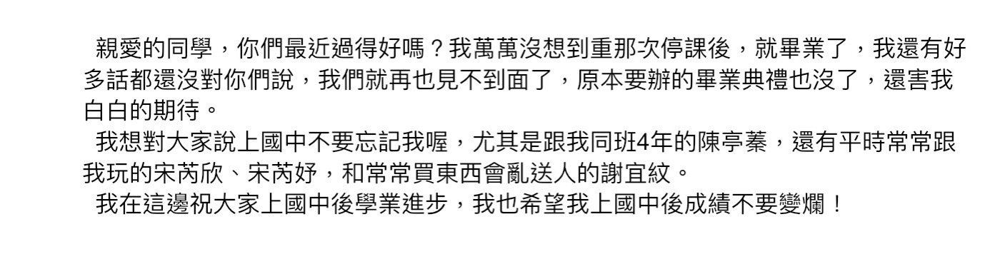 親愛的同學，你們最近過得好嗎？我萬萬沒想到重那次停課後，就畢業了，我還有好
多話都還沒對你們說，我們就再也見不到面了，原本要辦的畢業典禮也沒了，還害我
白白的期待。
我想對大家說上國中不要忘記我喔，尤其是跟我同班4年的陳亭蓁，還有平時常常跟
我玩的宋芮欣、宋芮妤，和常常買東西會亂送人的謝宜紋。
我在這邊祝大家上國中後學業進步，我也希望我上國中後成績不要變爛！